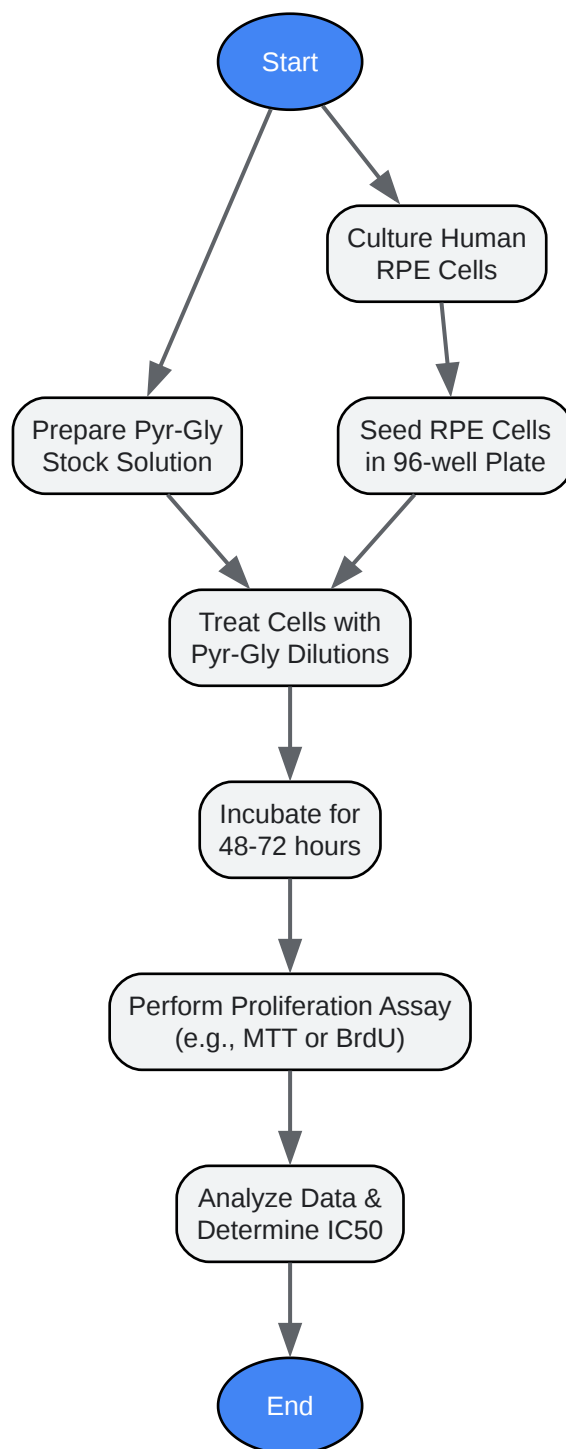 Start
Culture Human
RPE Cells
Prepare Pyr-Gly
Stock Solution
Seed RPE Cells
in 96-well Plate
Treat Cells with
Pyr-Gly Dilutions
Incubate for
48-72 hours
Perform Proliferation Assay
(e.g., MTT or BrdU)
Analyze Data &
Determine IC50
End